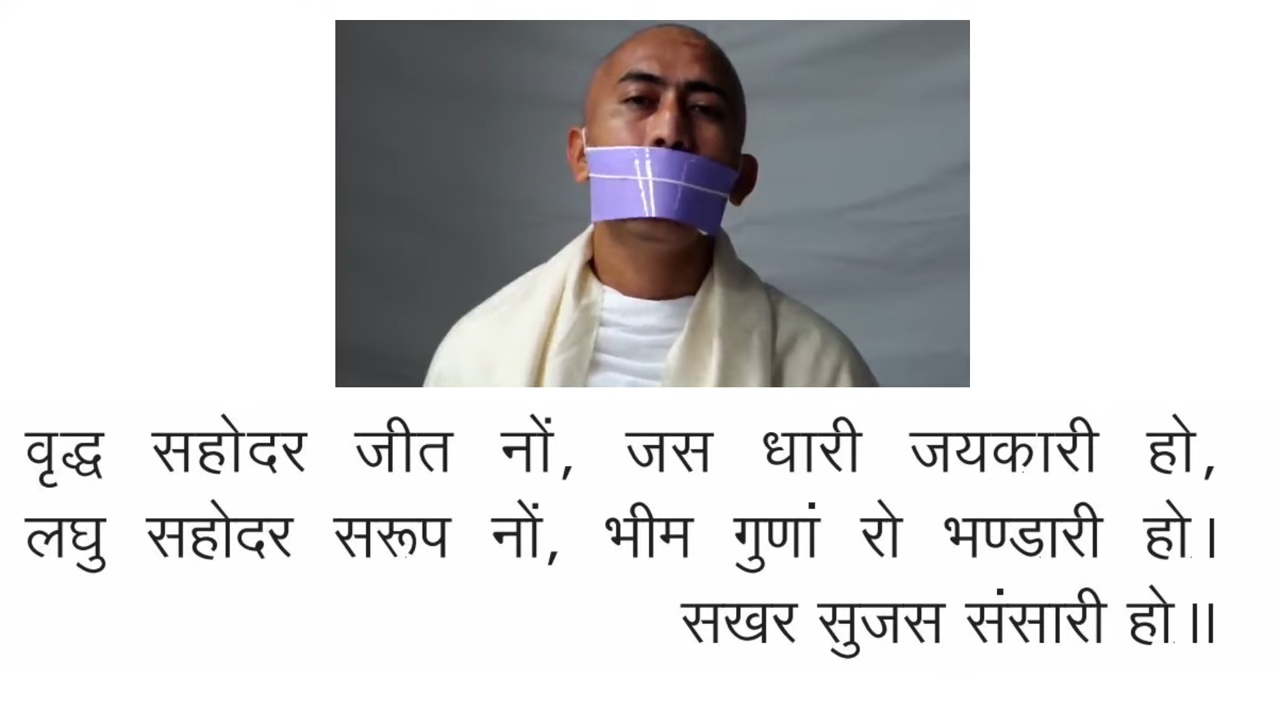 वृद्ध सहोदर जीत नों, जस धारी जयकारी हो,
लघु सहोदर सरूप नों, भीम गुणां रो भण्डारी हो।
सखर सुजस संसारी हो॥